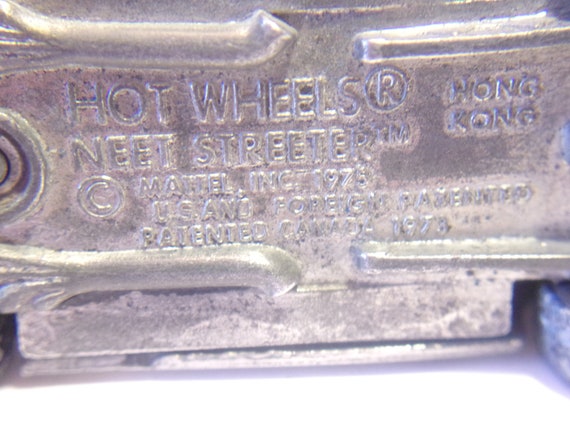 HOT WHEELS®
NEET STREETER™
© MATTEL, INC. 1975
U.S. AND FOREIGN PATENTED
PATENTED CANADA 1973
HONG
KONG